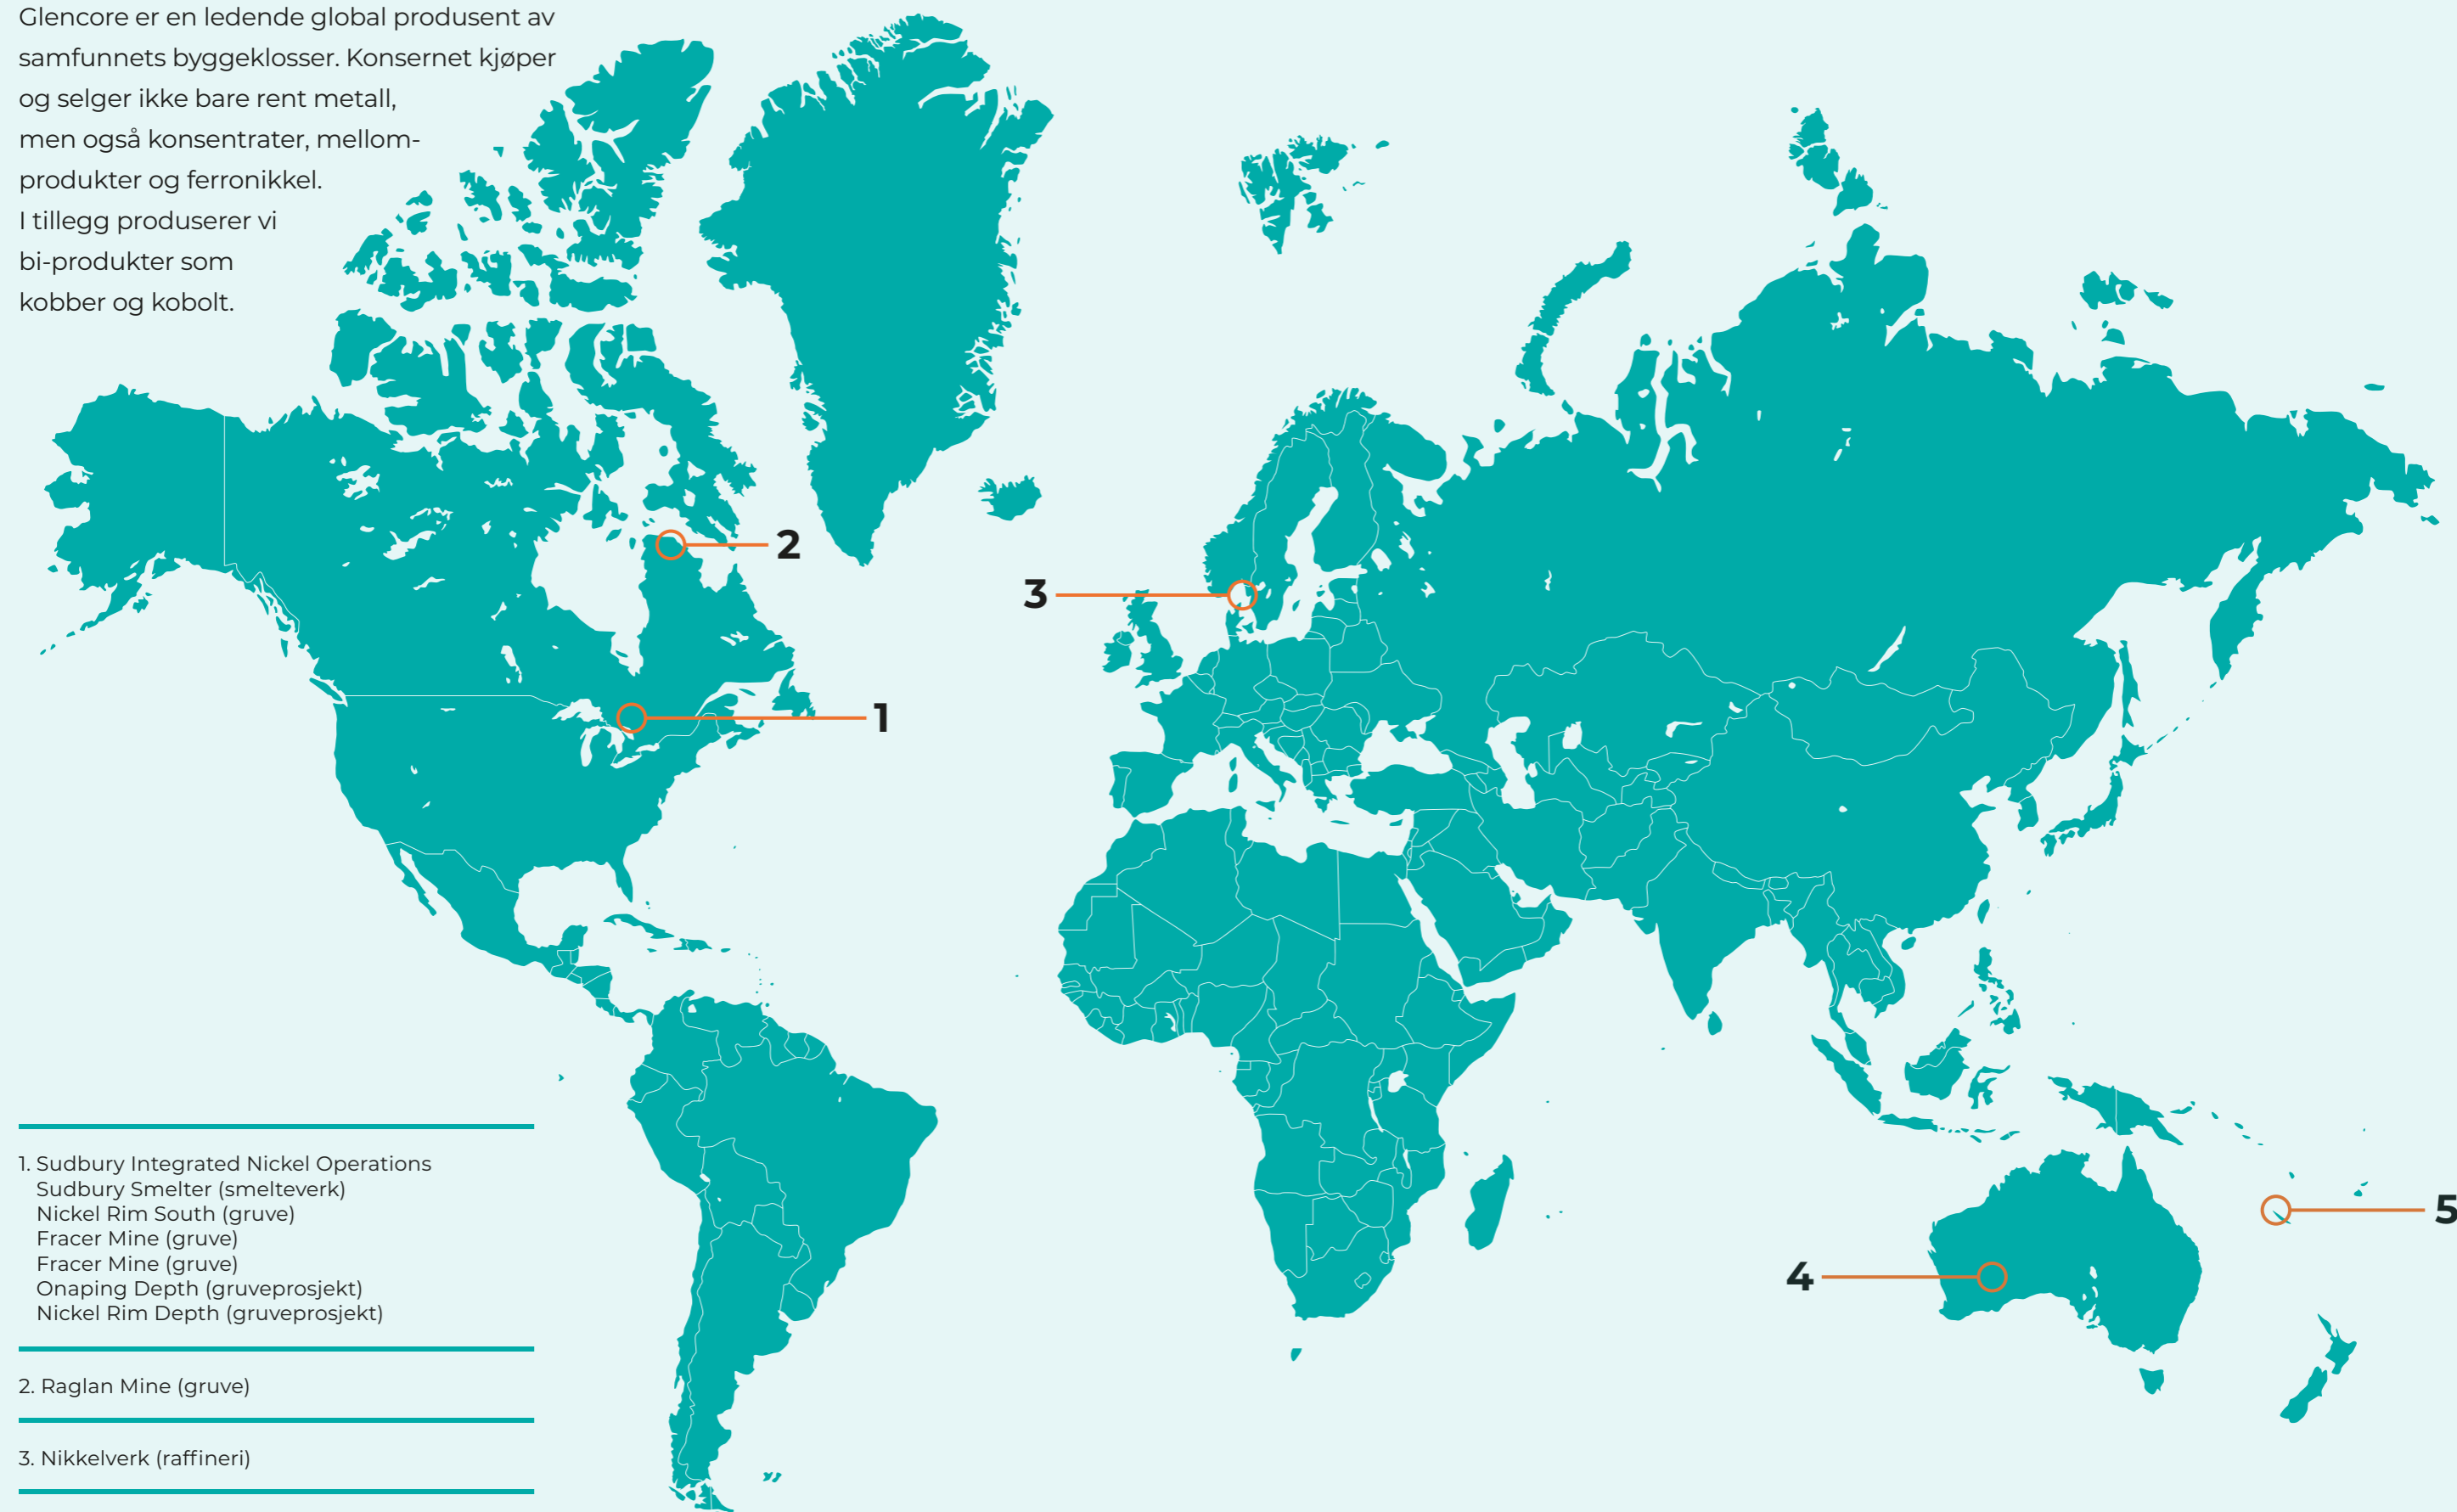 Glencore er en ledende global produsent av
samfunnets byggeklosser. Konsernet kjøper
og selger ikke bare rent metall,
men også konsentrater, mellom-
produkter og ferronikkel.
I tillegg produserer vi
bi-produkter som
kobber og kobolt.
2
3
1
5
4
1. Sudbury Integrated Nickel Operations
Sudbury Smelter (smelteverk)
Nickel Rim South (gruve)
Fracer Mine (gruve)
Fracer Mine (gruve)
Onaping Depth (gruveprosjekt)
Nickel Rim Depth (gruveprosjekt)
2. Raglan Mine (gruve)
3. Nikkelverk (raffineri)